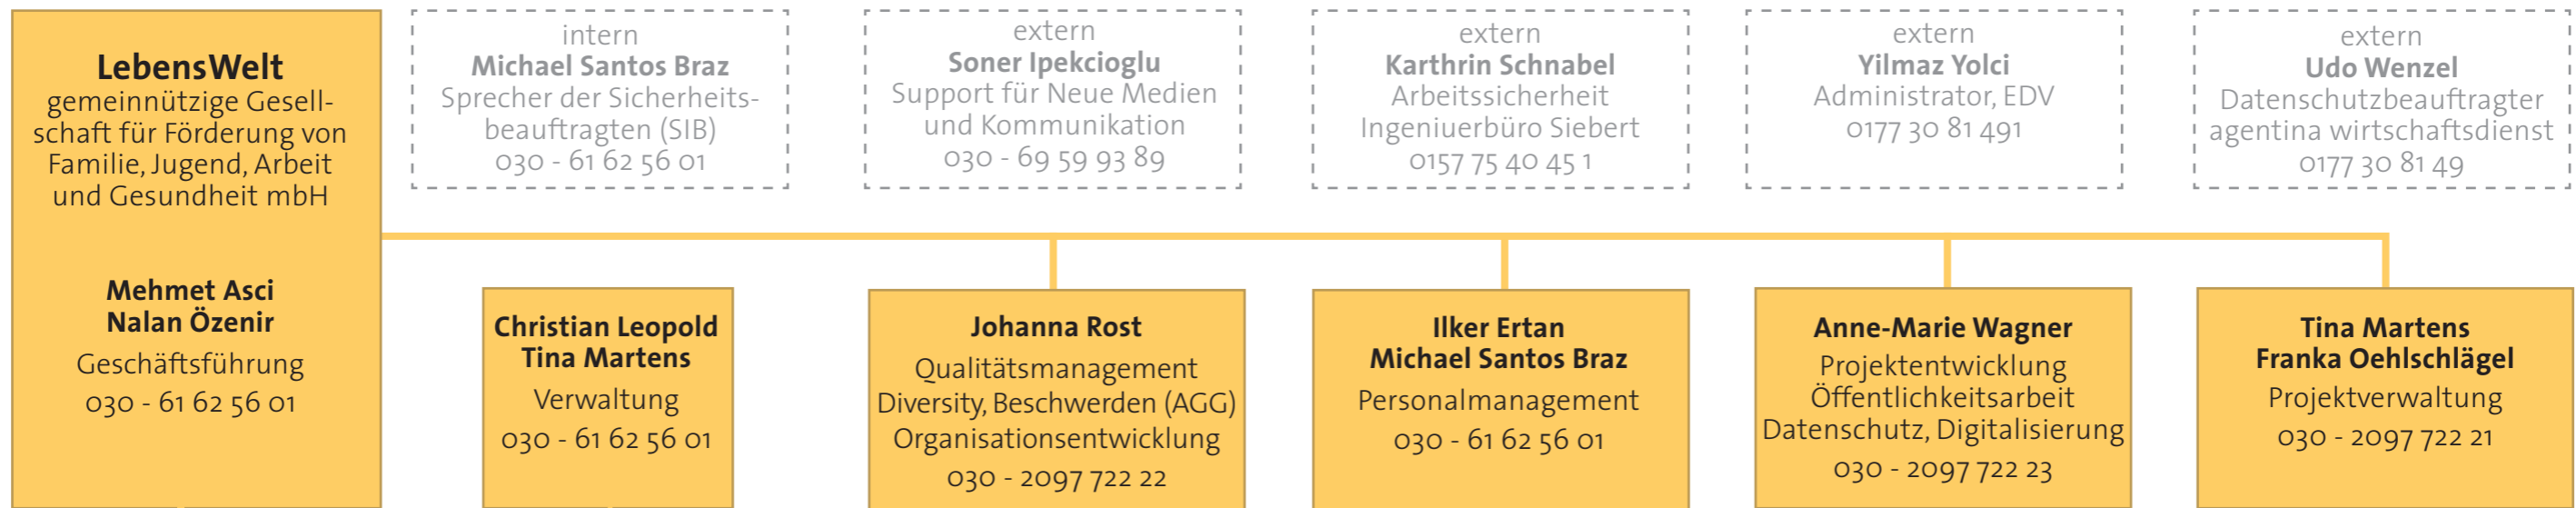 LebensWelt
gemeinnützige Gesell-
schaft für Förderung von
Familie, Jugend, Arbeit
und Gesundheit mbH
Mehmet Asci
Nalan Özenir
Geschäftsführung
030 - 61 62 56 01
intern
Michael Santos Braz
Sprecher der Sicherheits-
beauftragten (SIB)
030 - 61 62 56 01
extern
Soner Ipekcioglu
Support für Neue Medien
und Kommunikation
030 - 69 59 93 89
extern
Karthrin Schnabel
Arbeitssicherheit
Ingeniuerbüro Siebert
0157 75 40 45 1
extern
Yilmaz Yolci
Administrator, EDV
0177 30 81 491
extern
Udo Wenzel
Datenschutzbeauftragter
agentina wirtschaftsdienst
0177 30 81 49
Christian Leopold
Tina Martens
Verwaltung
030 - 61 62 56 01
Johanna Rost
Qualitätsmanagement
Diversity, Beschwerden (AGG)
Organisationsentwicklung
030 - 2097 722 22
Ilker Ertan
Michael Santos Braz
Personalmanagement
030 - 61 62 56 01
Anne-Marie Wagner
Projektentwicklung
Öffentlichkeitsarbeit
Datenschutz, Digitalisierung
030 - 2097 722 23
Tina Martens
Franka Oehlschlägel
Projektverwaltung
030 - 2097 722 21